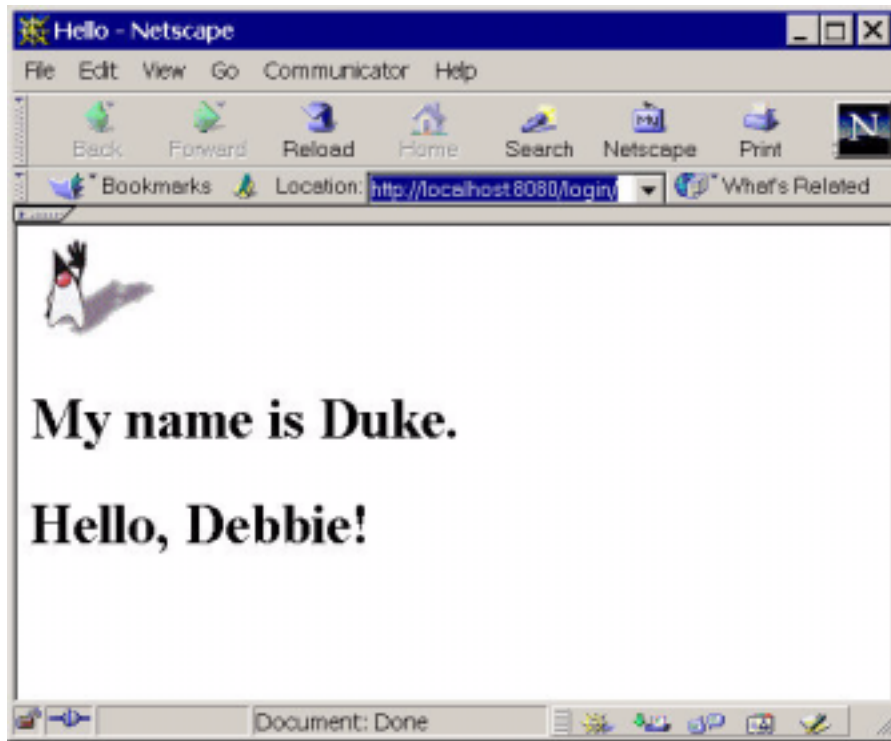 Hello - Netscape
File Edit View Go Communicator Help
Back Forward Reload Home Search Netscape Print
N
Bookmarks Location: http://localhost:8080/login/ What's Related
My name is Duke.
Hello, Debbie!
Document: Done